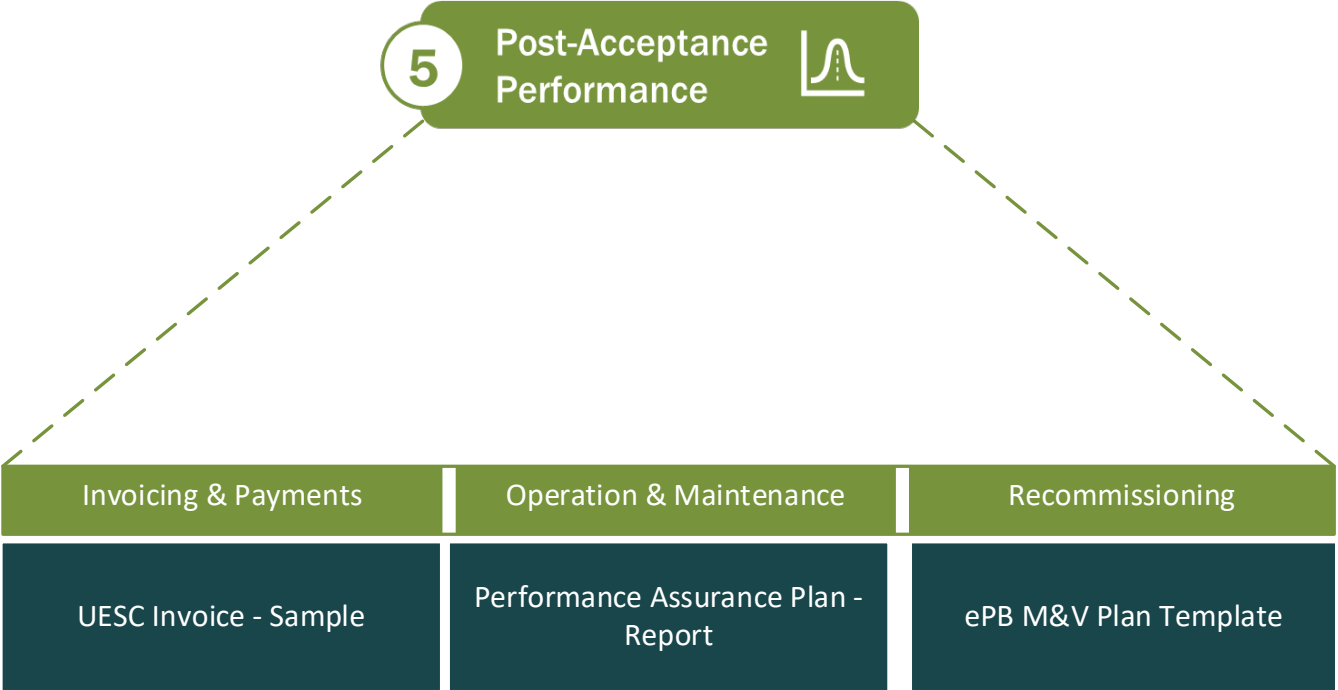 5
Post-Acceptance
Performance
Invoicing & Payments
Operation & Maintenance
Recommissioning
UESC Invoice - Sample
Performance Assurance Plan -
Report
ePB M&V Plan Template